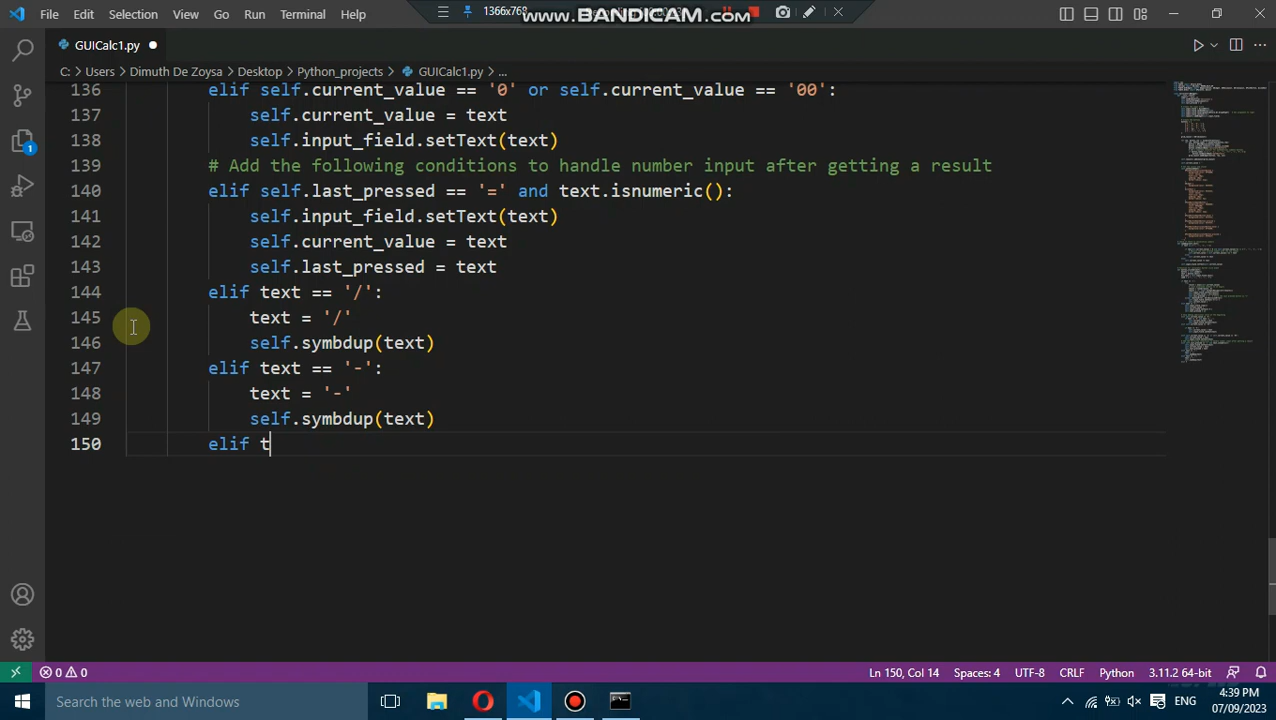 File Edit Selection View Go Run Terminal Help
1366x768
www.BANDICAM.com
GUICalc1.py
C: > Users > Dimuth De Zoysa > Desktop > Python_projects > GUICalc1.py > ...
136 elif self.current_value == '0' or self.current_value == '00':
137 self.current_value = text
138 self.input_field.setText(text)
139 # Add the following conditions to handle number input after getting a result
140 elif self.last_pressed == '=' and text.isnumeric():
141 self.input_field.setText(text)
142 self.current_value = text
143 self.last_pressed = text
144 elif text == '/':
145 text = '/'
146 self.symbdup(text)
147 elif text == '-':
148 text = '-'
149 self.symbdup(text)
150 elif t
1
0 0 Ln 150, Col 14 Spaces: 4 UTF-8 CRLF Python 3.11.2 64-bit
Search the web and Windows
ENG
4:39 PM
07/09/2023